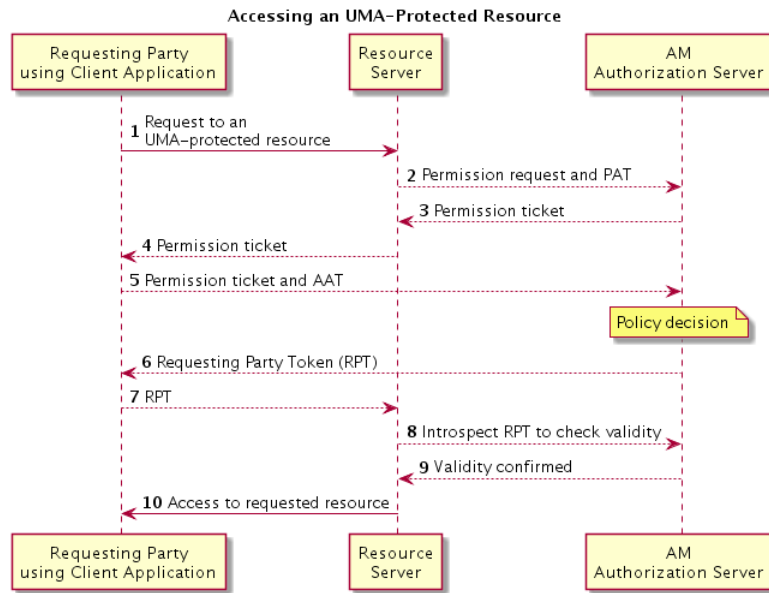 Accessing an UMA-Protected Resource
Requesting Party
using Client Application
Resource
Server
AM
Authorization Server
1 Request to an
UMA-protected resource
2 Permission request and PAT
3 Permission ticket
4 Permission ticket
5 Permission ticket and AAT
Policy decision
6 Requesting Party Token (RPT)
7 RPT
8 Introspect RPT to check validity
9 Validity confirmed
10 Access to requested resource
Requesting Party
using Client Application
Resource
Server
AM
Authorization Server